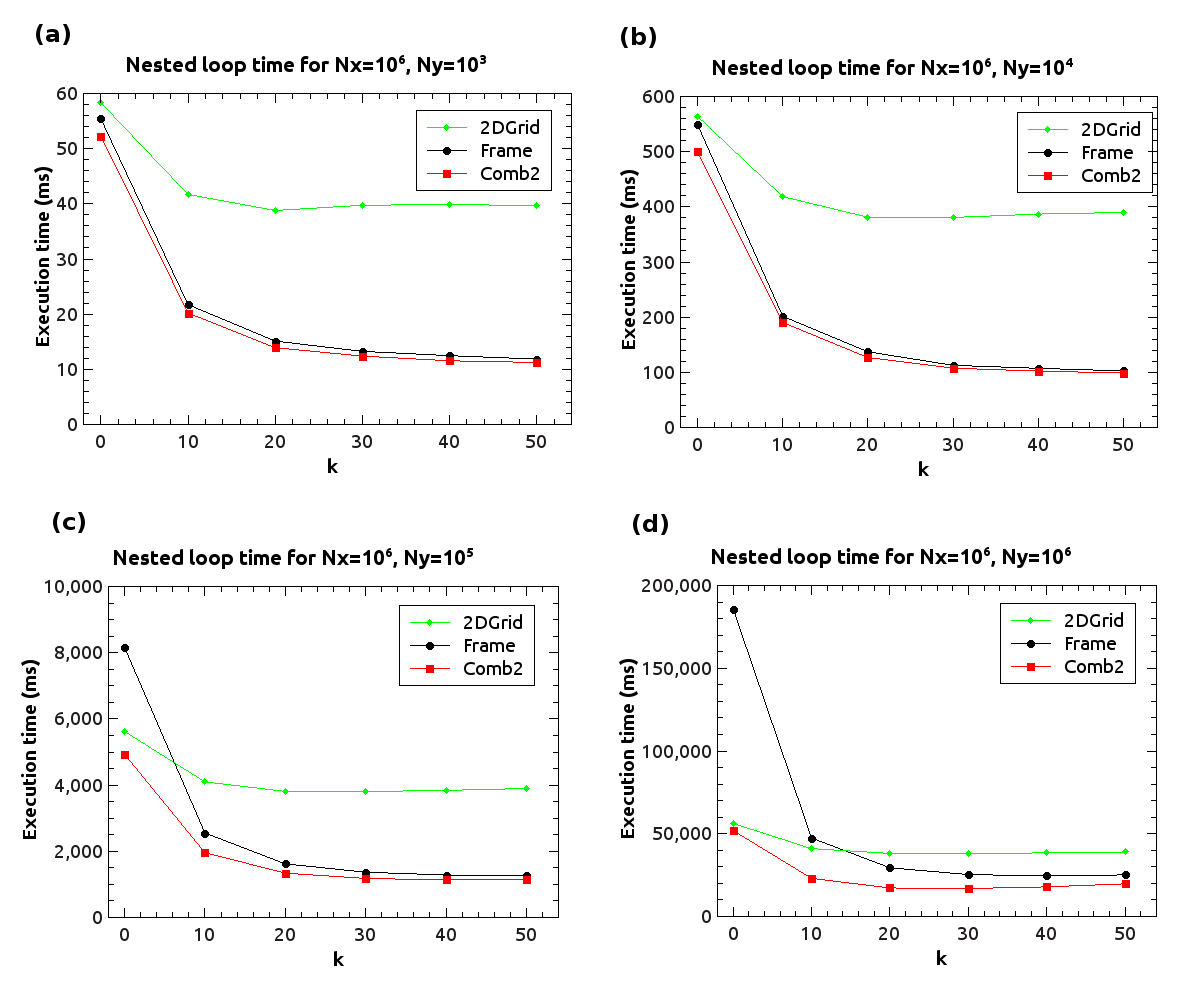 (a)
Nested loop time for Nx=10⁶, Ny=10³
60
50
40
30
20
10
0
Execution time (ms)
2DGrid
Frame
Comb2
0 10 20 30 40 50
k
(b)
Nested loop time for Nx=10⁶, Ny=10⁴
600
500
400
300
200
100
0
Execution time (ms)
2DGrid
Frame
Comb2
0 10 20 30 40 50
k
(c)
Nested loop time for Nx=10⁶, Ny=10⁵
10,000
8,000
6,000
4,000
2,000
0
Execution time (ms)
2DGrid
Frame
Comb2
0 10 20 30 40 50
k
(d)
Nested loop time for Nx=10⁶, Ny=10⁶
200,000
150,000
100,000
50,000
0
Execution time (ms)
2DGrid
Frame
Comb2
0 10 20 30 40 50
k